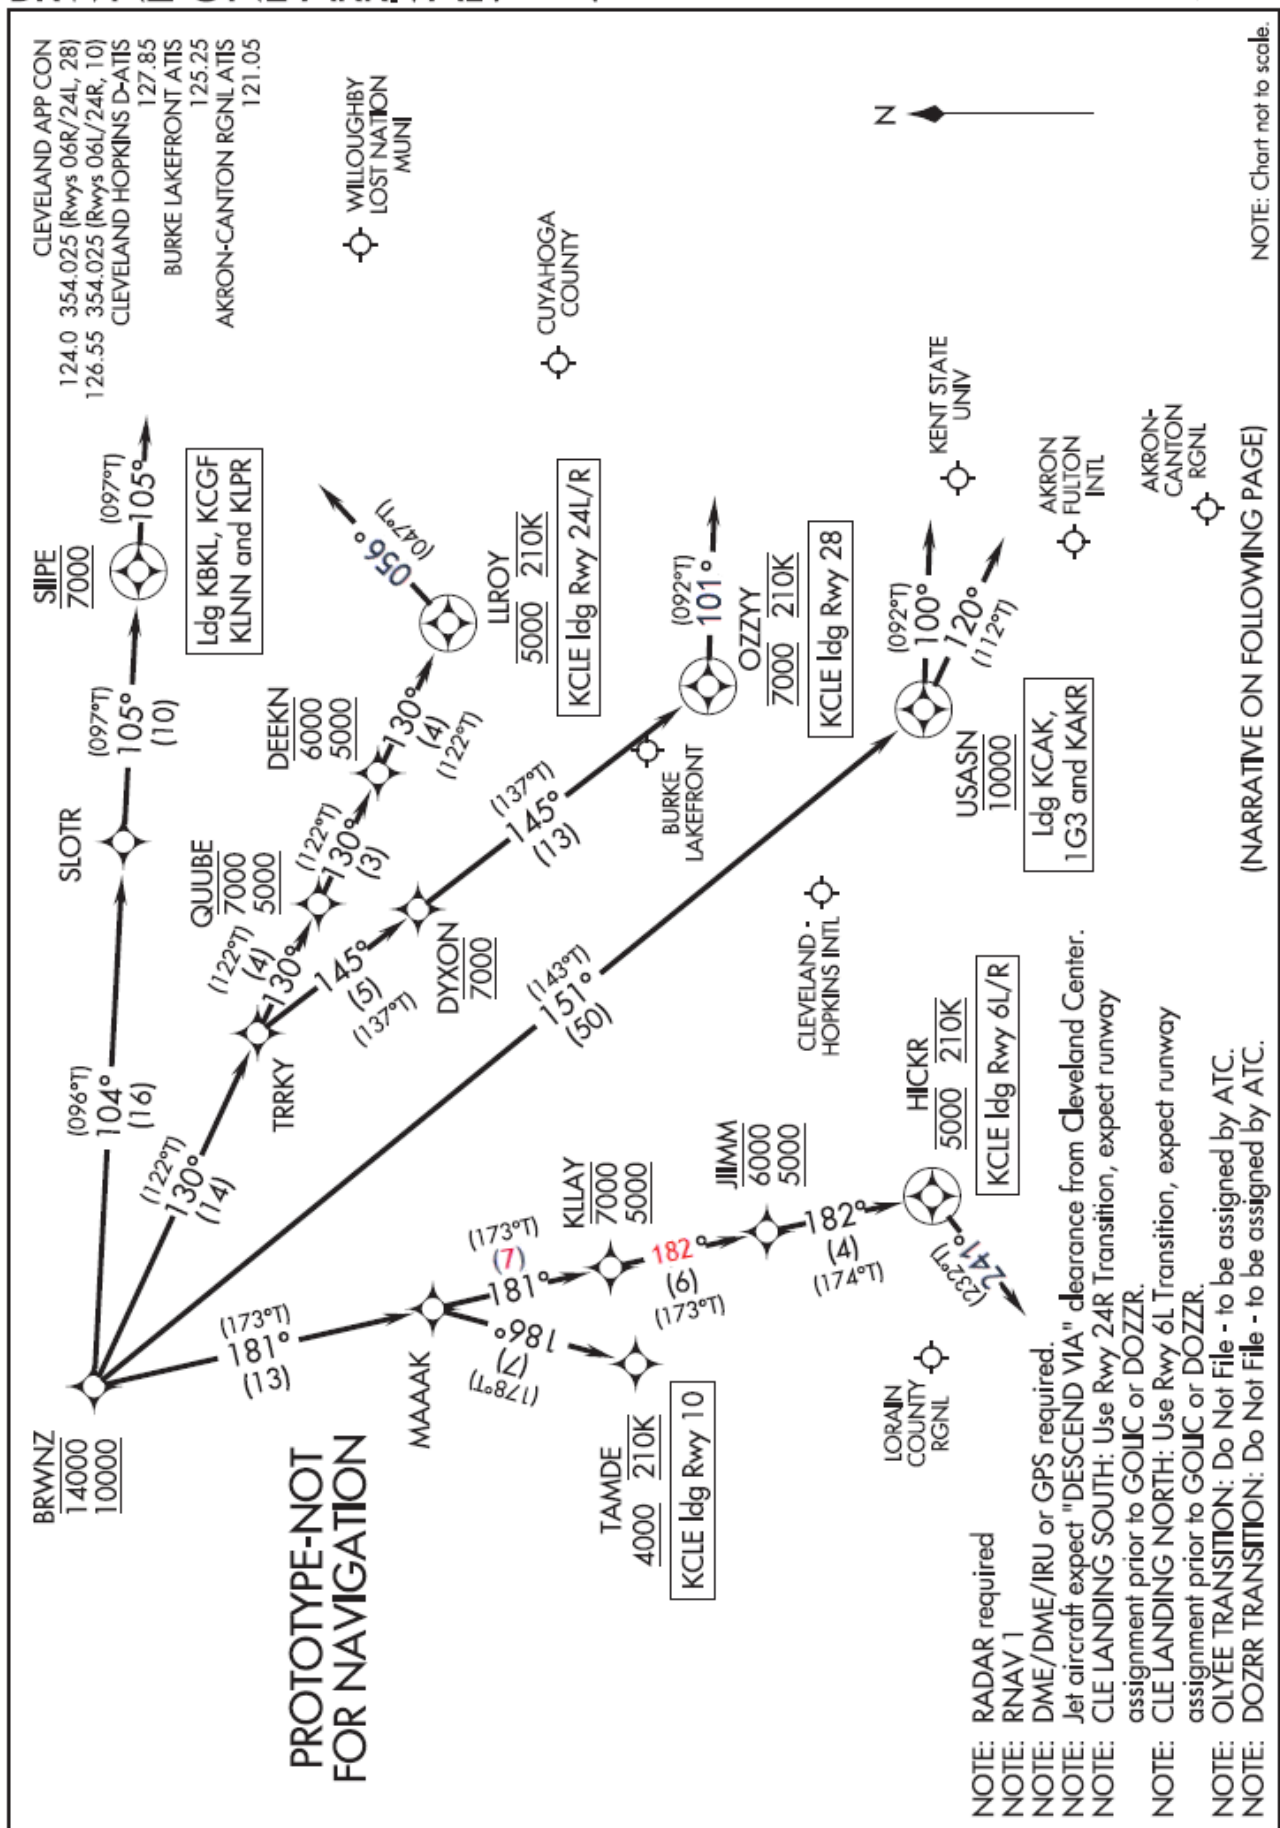 CLEVELAND APP CON
124.0 354.025 (Rwys 06R/24L, 28)
126.55 354.025 (Rwys 06L/24R, 10)
CLEVELAND HOPKINS D-ATIS
127.85
BURKE LAKEFRONT ATIS
125.25
AKRON-CANTON RGNL ATIS
121.05
BRWNZ
14000
10000
(096°T)
104°
(16)
SLOTR
(097°T)
105°
(10)
SIIPE
7000
(097°T)
105°
Ldg KBKL, KCGF
KLNN and KLPR
(122°T)
130°
(14)
TRRKY
(122°T)
(4)
130°
QUUBE
7000
5000
(122°T)
130°
(3)
DEEKN
6000
5000
130°
(4)
(122°T)
LLROY
5000 210K
KCLE ldg Rwy 24L/R
056°
(047°T)
145°
(5)
(137°T)
DYXON
7000
(137°T)
145°
(13)
OZZYY
7000 210K
KCLE ldg Rwy 28
(092°T)
101°
(143°T)
151°
(50)
USASN
10000
Ldg KCAK,
1G3 and KAKR
(092°T)
100°
120°
(112°T)
(173°T)
181°
(13)
MAAAK
(173°T)
(7)
181°
186°
(7)
(178°T)
TAMDE
4000 210K
KCLE ldg Rwy 10
KLLAY
7000
5000
182°
(6)
(173°T)
JIIMM
6000
5000
182°
(4)
(174°T)
HICKR
5000 210K
KCLE ldg Rwy 6L/R
241°
(232°T)
WILLOUGHBY
LOST NATION
MUNI
CUYAHOGA
COUNTY
BURKE
LAKEFRONT
CLEVELAND -
HOPKINS INTL
KENT STATE
UNIV
AKRON
FULTON
INTL
AKRON-
CANTON
RGNL
LORAIN
COUNTY
RGNL
N
PROTOTYPE-NOT
FOR NAVIGATION
NOTE: RADAR required
NOTE: RNAV 1
NOTE: DME/DME/IRU or GPS required.
NOTE: Jet aircraft expect "DESCEND VIA" clearance from Cleveland Center.
NOTE: CLE LANDING SOUTH: Use Rwy 24R Transition, expect runway
assignment prior to GOLIC or DOZZR.
NOTE: CLE LANDING NORTH: Use Rwy 6L Transition, expect runway
assignment prior to GOLIC or DOZZR.
NOTE: OLYEE TRANSITION: Do Not File - to be assigned by ATC.
NOTE: DOZRR TRANSITION: Do Not File - to be assigned by ATC.
(NARRATIVE ON FOLLOWING PAGE)
NOTE: Chart not to scale.